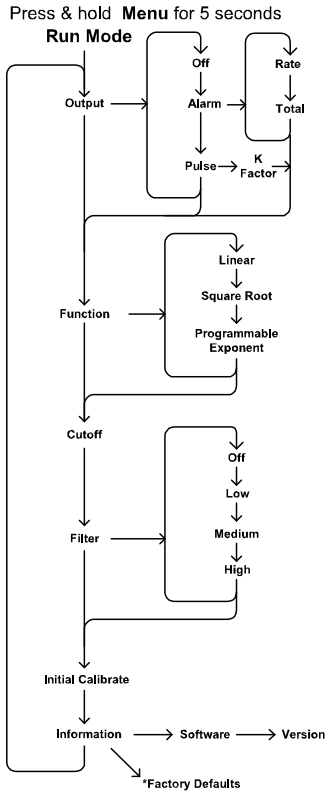 Press & hold Menu for 5 seconds
Run Mode
Off
Rate
Output
Alarm
Total
Pulse
K
Factor
Linear
Function
Square Root
Programmable
Exponent
Cutoff
Off
Low
Filter
Medium
High
Initial Calibrate
Information
Software
Version
*Factory Defaults